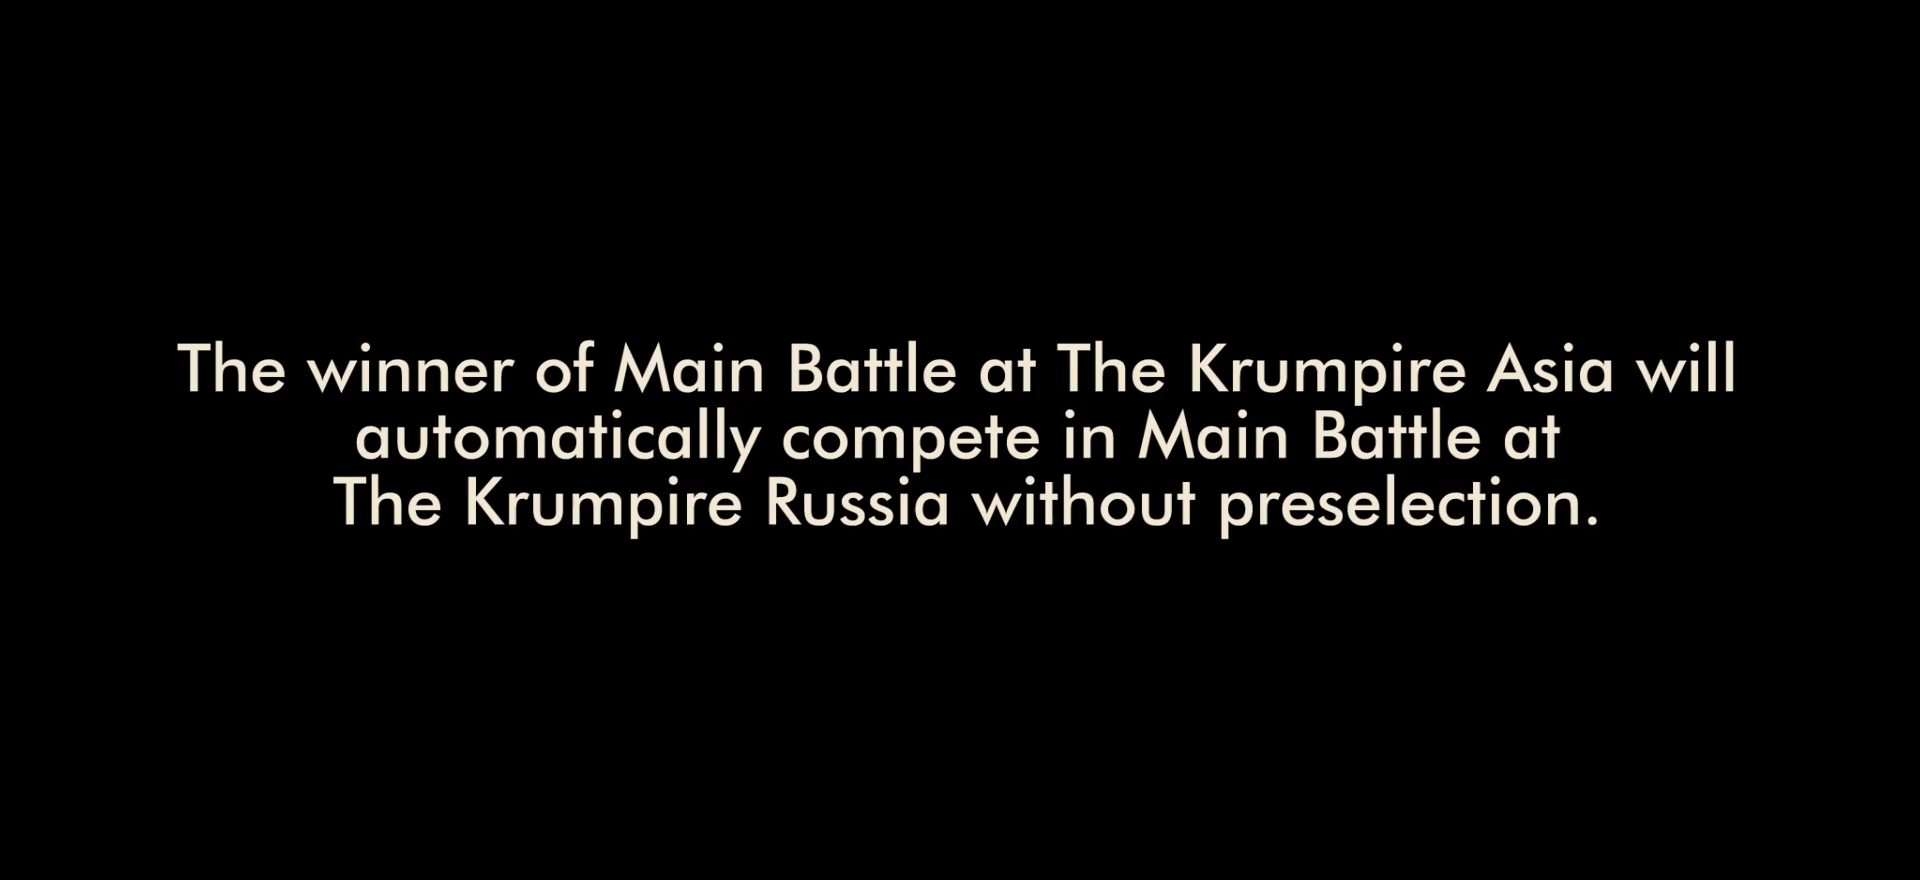 The winner of Main Battle at The Krumpire Asia will
automatically compete in Main Battle at
The Krumpire Russia without preselection.